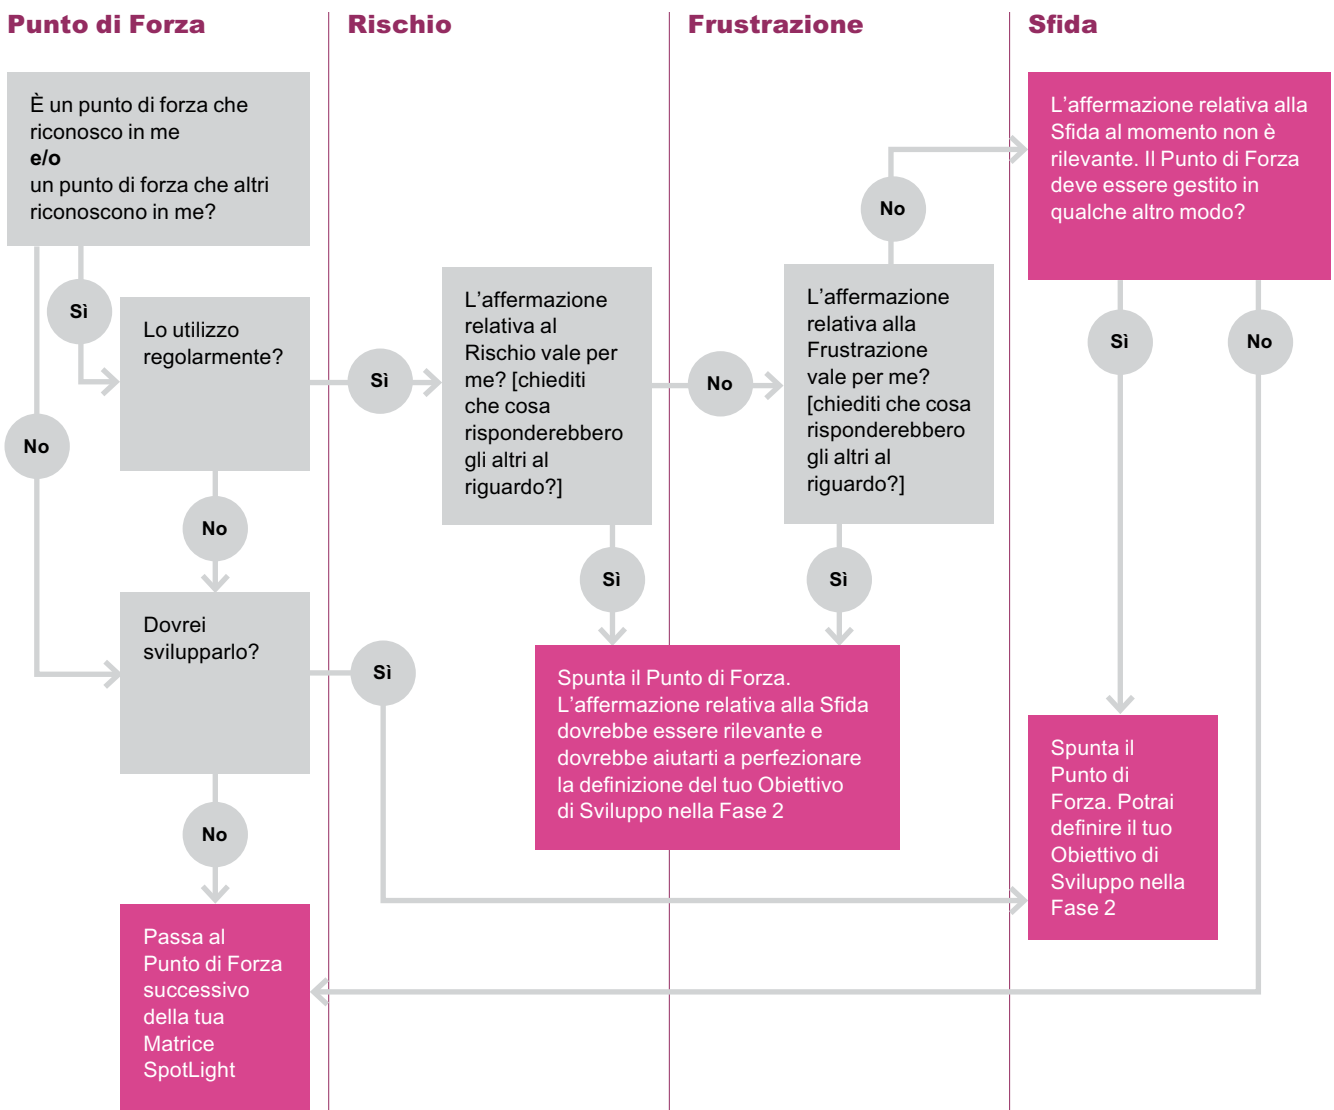 Punto di Forza
Rischio
Frustrazione
Sfida
È un punto di forza che
riconosco in me
e/o
un punto di forza che altri
riconoscono in me?
Sì
No
Lo utilizzo
regolarmente?
No
Sì
Dovrei
svilupparlo?
No
Sì
Passa al
Punto di Forza
successivo
della tua
Matrice
SpotLight
L'affermazione
relativa al
Rischio vale per
me? [chiediti
che cosa
risponderebbero
gli altri al
riguardo?]
Sì
No
L'affermazione
relativa alla
Frustrazione
vale per me?
[chiediti che cosa
risponderebbero
gli altri al
riguardo?]
No
Sì
Spunta il Punto di Forza.
L'affermazione relativa alla Sfida
dovrebbe essere rilevante e
dovrebbe aiutarti a perfezionare
la definizione del tuo Obiettivo
di Sviluppo nella Fase 2
L'affermazione relativa alla
Sfida al momento non è
rilevante. Il Punto di Forza
deve essere gestito in
qualche altro modo?
Sì
No
Spunta il
Punto di
Forza. Potrai
definire il tuo
Obiettivo di
Sviluppo nella
Fase 2